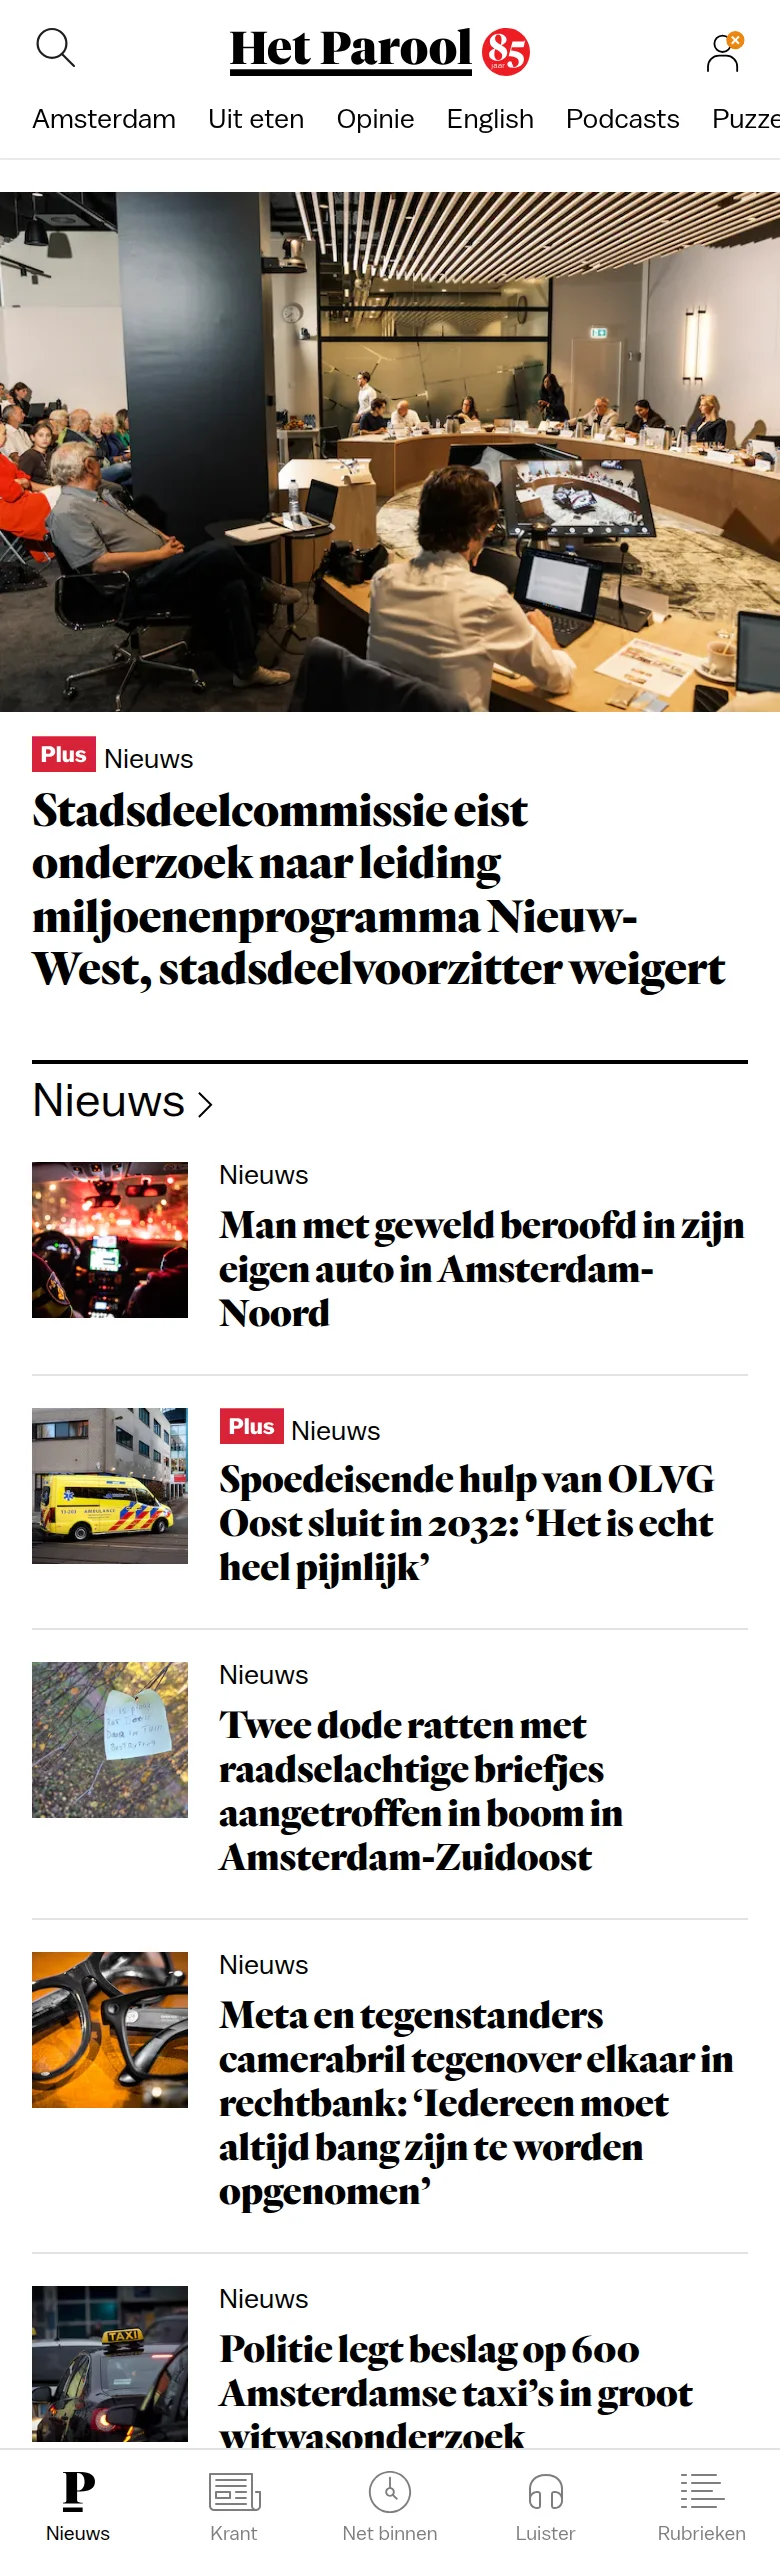 Het Parool 85 jaar
Amsterdam Uit eten Opinie English Podcasts Puzze
Plus Nieuws
Stadsdeelcommissie eist
onderzoek naar leiding
miljoenenprogramma Nieuw-
West, stadsdeelvoorzitter weigert
Nieuws
Nieuws
Man met geweld beroofd in zijn
eigen auto in Amsterdam-
Noord
Plus Nieuws
Spoedeisende hulp van OLVG
Oost sluit in 2032: ‘Het is echt
heel pijnlijk’
AMBULANCE
Nieuws
Twee dode ratten met
raadselachtige briefjes
aangetroffen in boom in
Amsterdam-Zuidoost
Nieuws
Meta en tegenstanders
camerabril tegenover elkaar in
rechtbank: ‘Iedereen moet
altijd bang zijn te worden
opgenomen’
Nieuws
TAXI
Politie legt beslag op 600
Amsterdamse taxi’s in groot
witwasonderzoek
P
Nieuws Krant Net binnen Luister Rubrieken